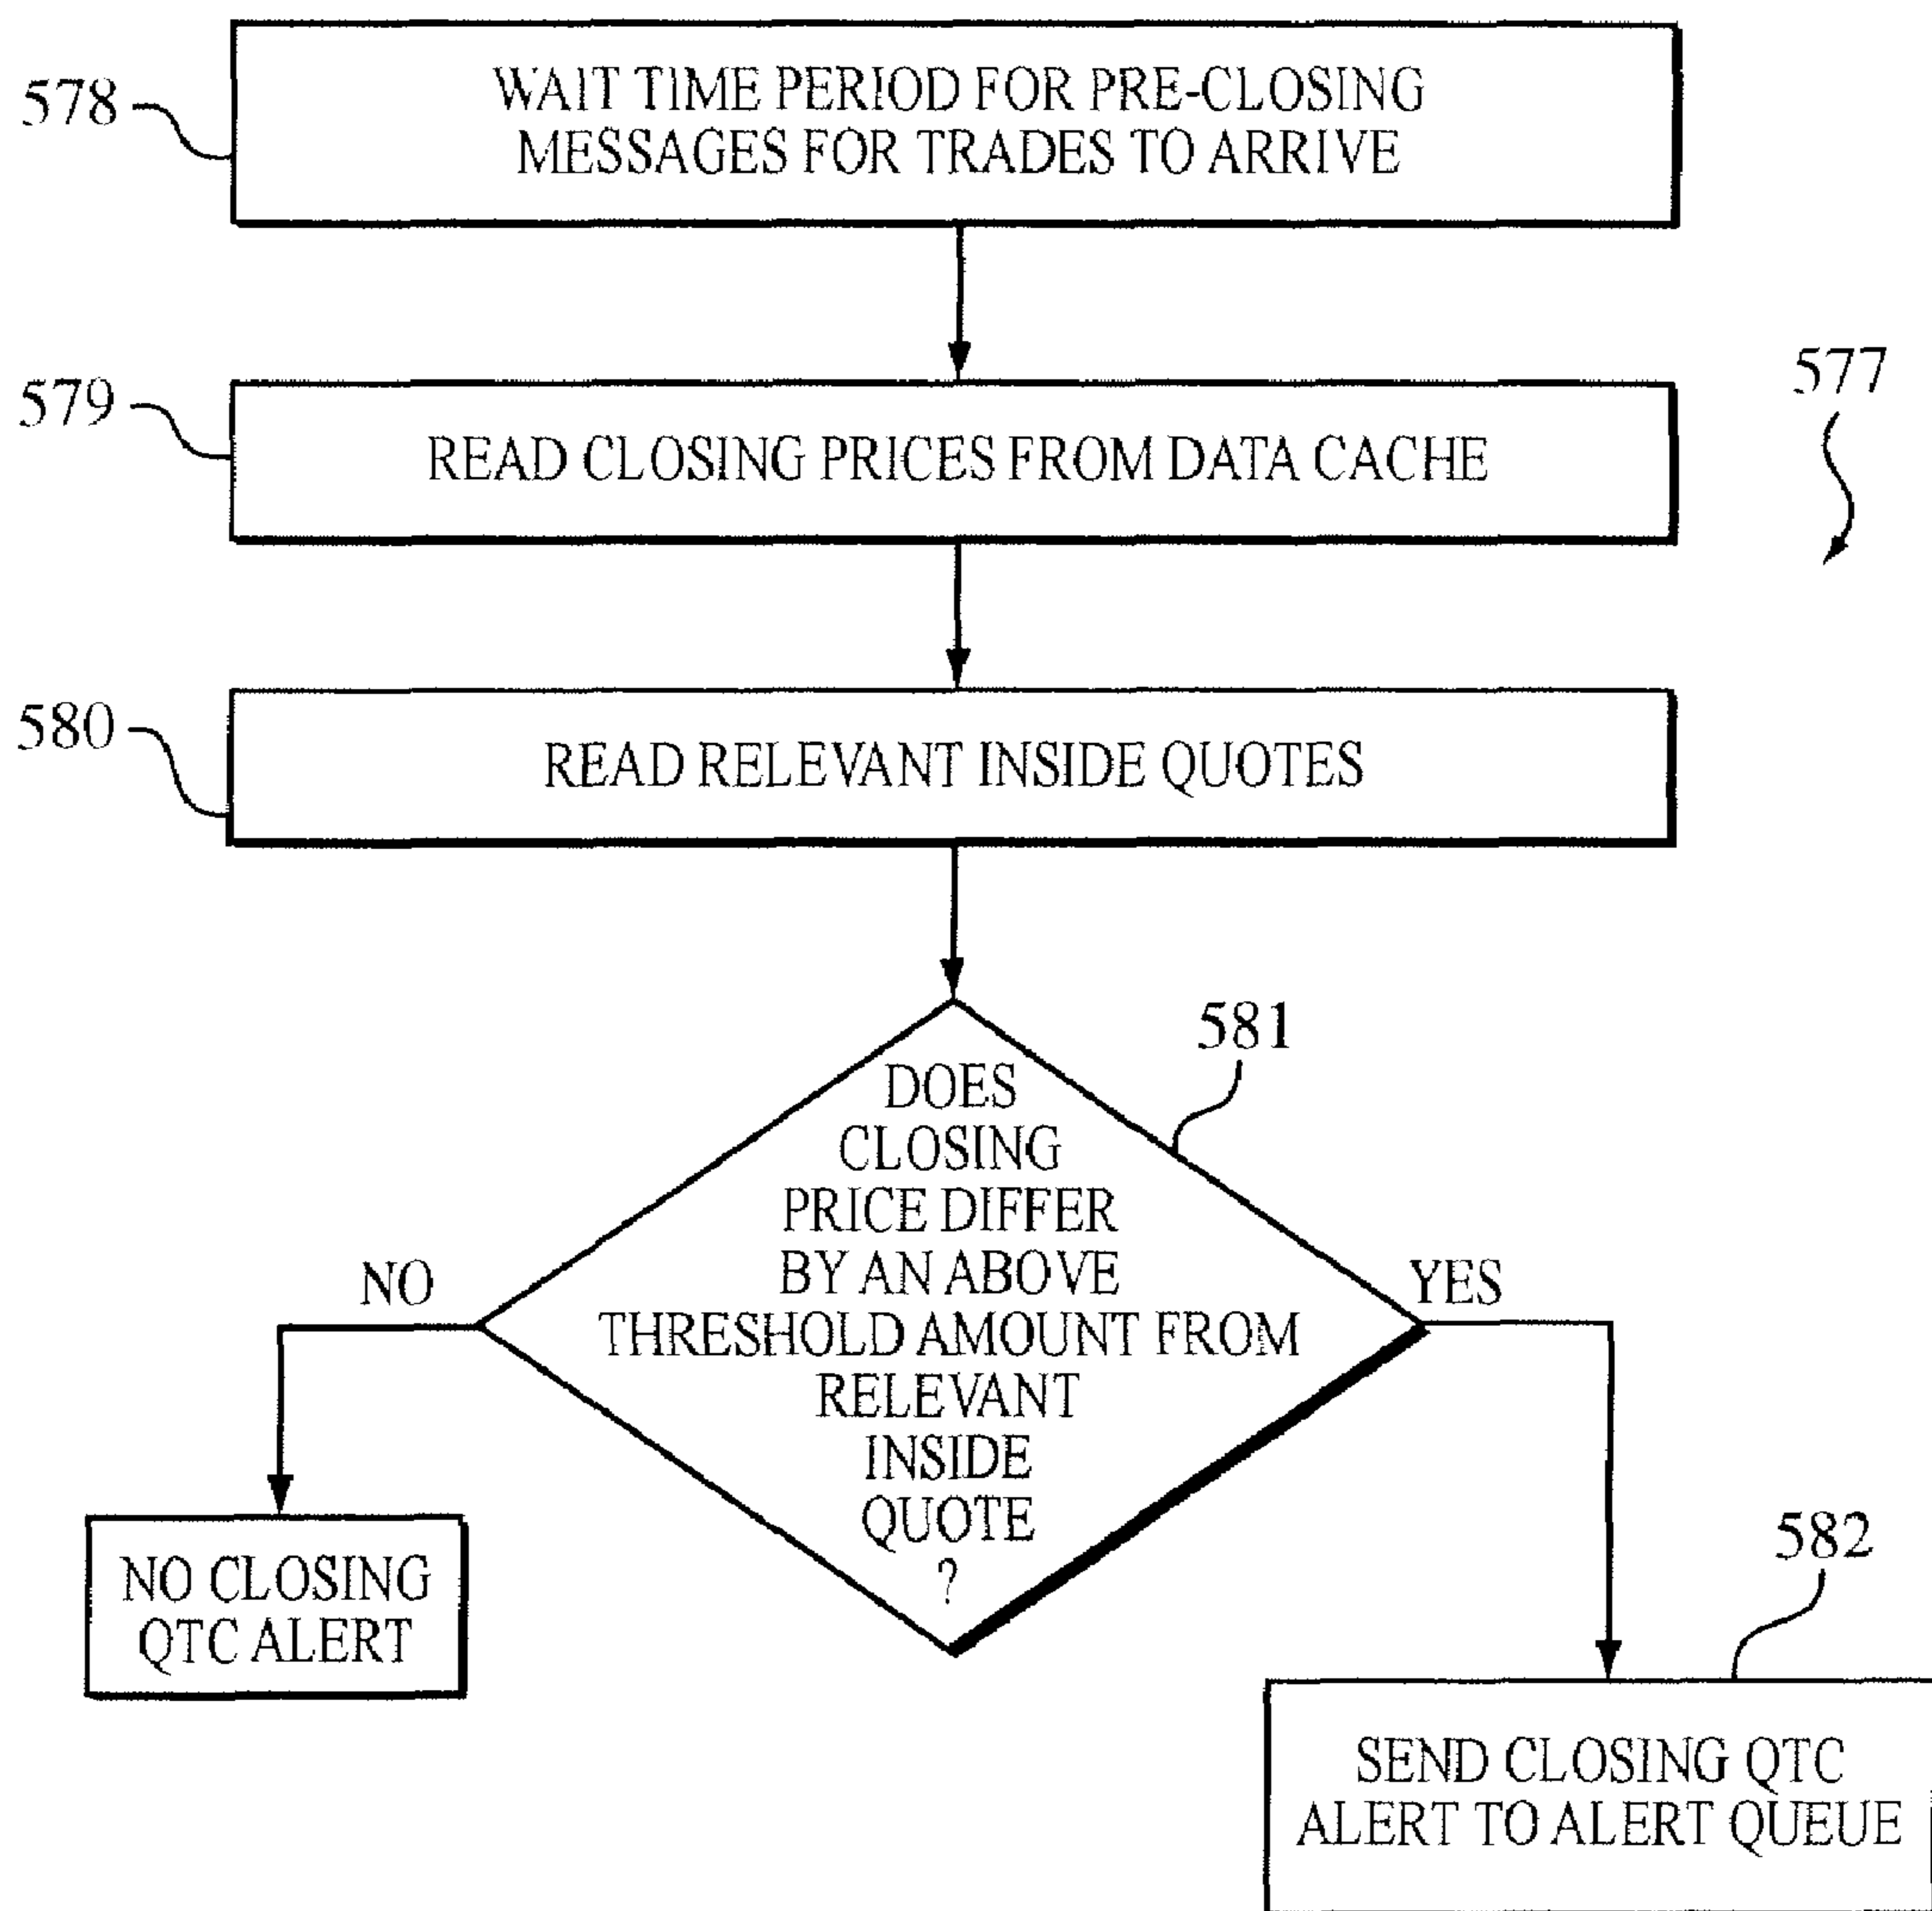 578
WAIT TIME PERIOD FOR PRE-CLOSING
MESSAGES FOR TRADES TO ARRIVE
577
579
READ CLOSING PRICES FROM DATA CACHE
580
READ RELEVANT INSIDE QUOTES
581
DOES
CLOSING
PRICE DIFFER
BY AN ABOVE
THRESHOLD AMOUNT FROM
RELEVANT
INSIDE
QUOTE
?
NO
YES
NO CLOSING
QTC ALERT
582
SEND CLOSING QTC
ALERT TO ALERT QUEUE